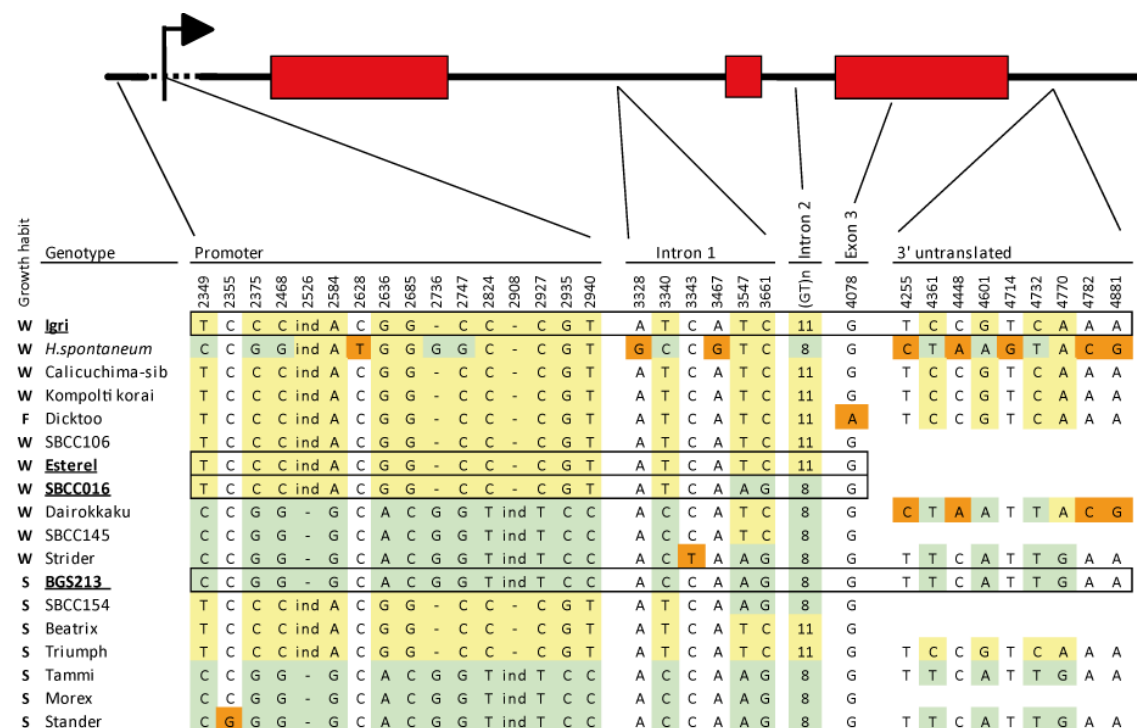 Growth habit
Genotype
Promoter
Intron 1
Intron 2
Exon 3
3' untranslated
2349 2355 2375 2468 2526 2584 2628 2636 2685 2736 2747 2824 2908 2927 2935 2940 3328 3340 3343 3467 3547 3661 (GT)n 4078 4255 4361 4448 4601 4714 4732 4770 4782 4881
W Igri T C C C ind A C G G - C C - C G T A T C A T C 11 G T C C G T C A A A
W H.spontaneum C C G G ind A T G G G G C - C G T G C C G T C 8 G C T A A G T A C G
W Calicuchima-sib T C C C ind A C G G - C C - C G T A T C A T C 11 G T C C G T C A A A
W Kompolti korai T C C C ind A C G G - C C - C G T A T C A T C 11 G T C C G T C A A A
F Dicktoo T C C C ind A C G G - C C - C G T A T C A T C 11 A T C C G T C A A A
W SBCC106 T C C C ind A C G G - C C - C G T A T C A T C 11 G
W Esterel T C C C ind A C G G - C C - C G T A T C A T C 11 G
W SBCC016 T C C C ind A C G G - C C - C G T A T C A A G 8 G
W Dairokkaku C C G G - G C A C G G T ind T C C A C C A T C 8 G C T A A T T A C G
W SBCC145 C C G G - G C A C G G T ind T C C A C C A T C 8 G
W Strider C C G G - G C A C G G T ind T C C A C T A A G 8 G T T C A T T G A A
S BGS213 C C G G - G C A C G G T ind T C C A C C A A G 8 G T T C A T T G A A
S SBCC154 T C C C ind A C G G - C C - C G T A T C A A G 8 G
S Beatrix T C C C ind A C G G - C C - C G T A T C A T C 11 G
S Triumph T C C C ind A C G G - C C - C G T A T C A T C 11 G T C C G T C A A A
S Tammi C C G G - G C A C G G T ind T C C A C C A A G 8 G T T C A T T G A A
S Morex C C G G - G C A C G G T ind T C C A C C A A G 8 G
S Stander C G G G - G C A C G G T ind T C C A C C A A G 8 G T T C A T T G A A